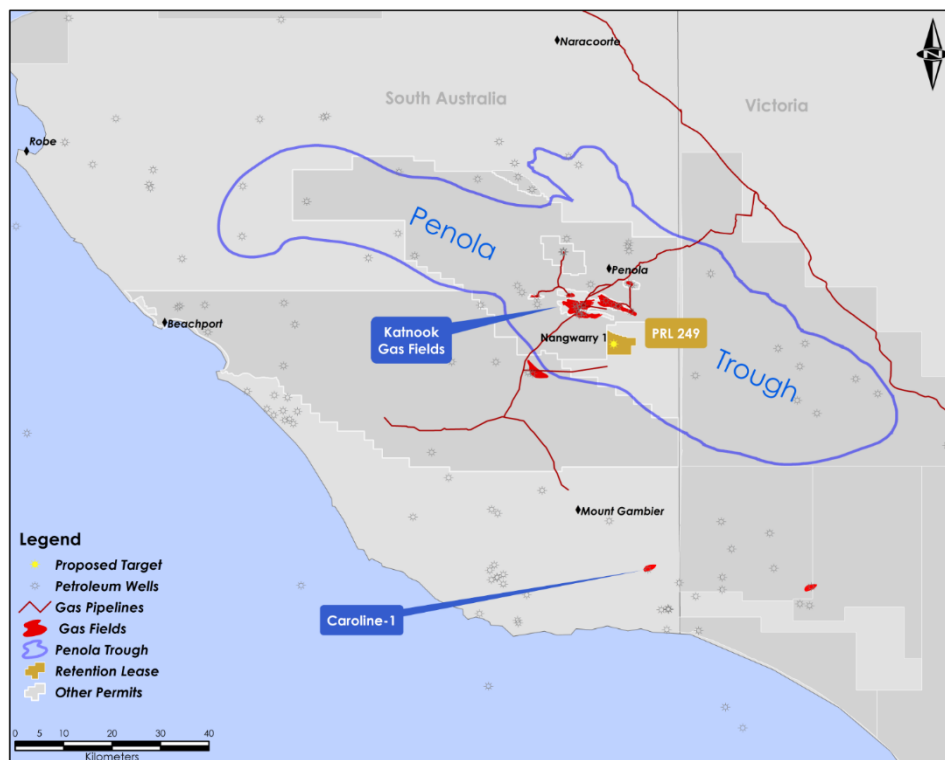 Naracoorte
N
South Australia
Victoria
Robe
Penola
Penola
Beachport
Katnook
Gas Fields
Nangwarry 1
PRL 249
Trough
Mount Gambier
Caroline-1
Legend
Proposed Target
Petroleum Wells
Gas Pipelines
Gas Fields
Penola Trough
Retention Lease
Other Permits
0 5 10 20 30 40
Kilometers